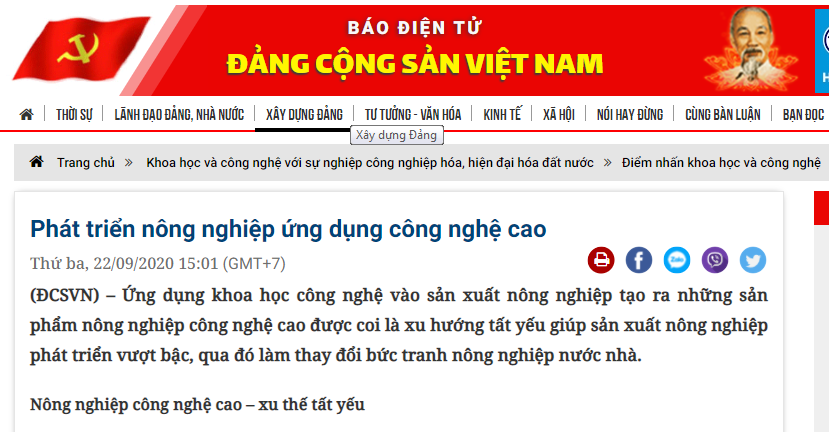 BÁO ĐIỆN TỬ
ĐẢNG CỘNG SẢN VIỆT NAM
THỜI SỰ LÃNH ĐẠO ĐẢNG, NHÀ NƯỚC XÂY DỰNG ĐẢNG TƯ TƯỞNG - VĂN HÓA KINH TẾ XÃ HỘI NÓI HAY ĐỪNG CÙNG BÀN LUẬN BẠN ĐỌC
Xây dựng Đảng
Trang chủ » Khoa học và công nghệ với sự nghiệp công nghiệp hóa, hiện đại hóa đất nước » Điểm nhấn khoa học và công nghệ
Phát triển nông nghiệp ứng dụng công nghệ cao
Thứ ba, 22/09/2020 15:01 (GMT+7)
Zalo
(ĐCSVN) – Ứng dụng khoa học công nghệ vào sản xuất nông nghiệp tạo ra những sản
phẩm nông nghiệp công nghệ cao được coi là xu hướng tất yếu giúp sản xuất nông nghiệp
phát triển vượt bậc, qua đó làm thay đổi bức tranh nông nghiệp nước nhà.
Nông nghiệp công nghệ cao – xu thế tất yếu